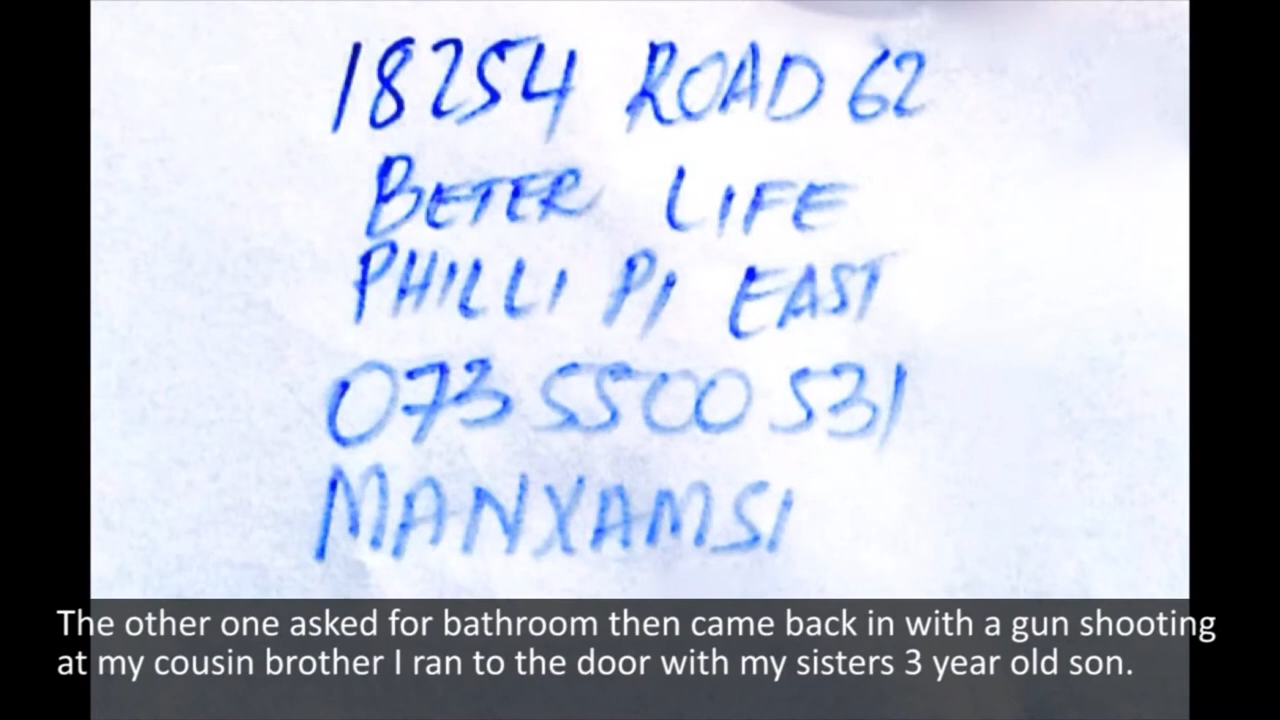 18254 ROAD 62
BETER LIFE
PHILLI PI EAST
073 5500 531
MANXAMSI
The other one asked for bathroom then came back in with a gun shooting
at my cousin brother I ran to the door with my sisters 3 year old son.